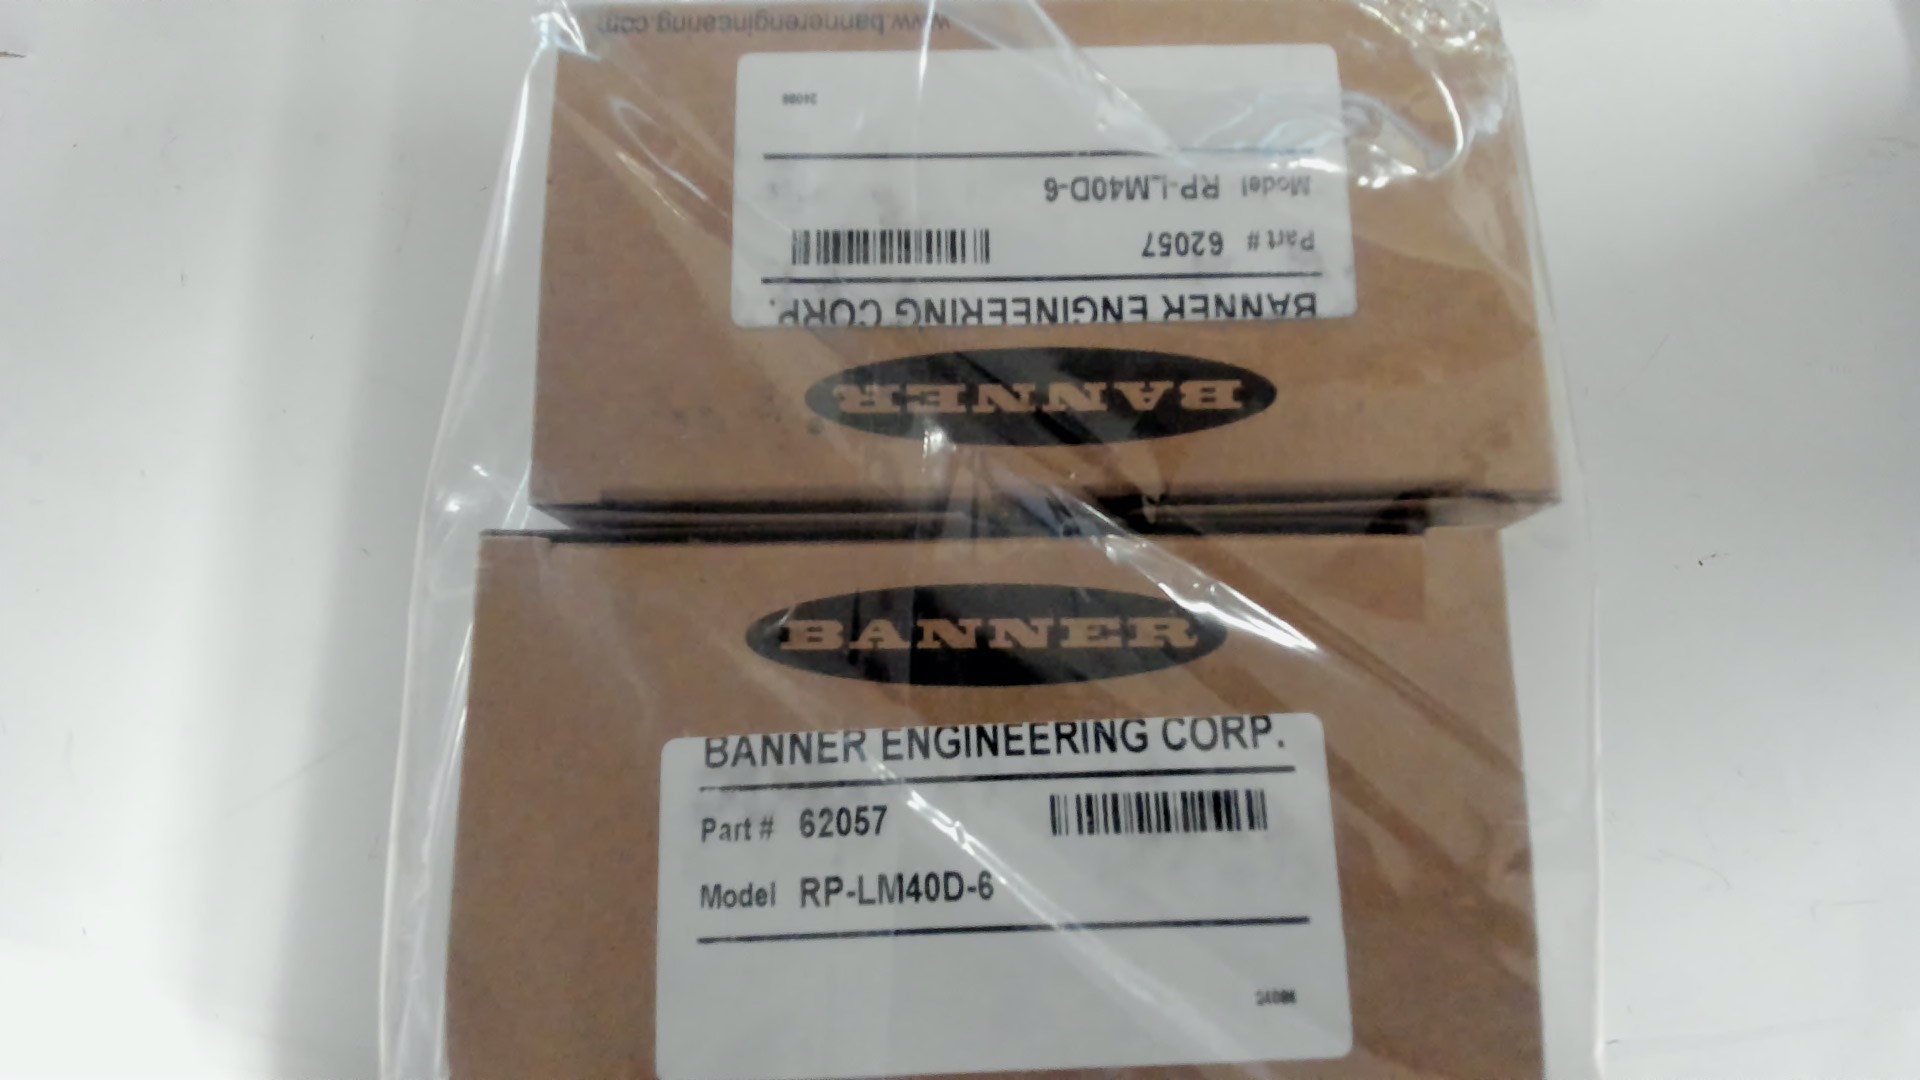 www.bannerengineering.com
24086
Model RP-LM40D-6
Part # 62057
BANNER ENGINEERING CORP.
BANNER
BANNER
BANNER ENGINEERING CORP.
Part # 62057
Model RP-LM40D-6